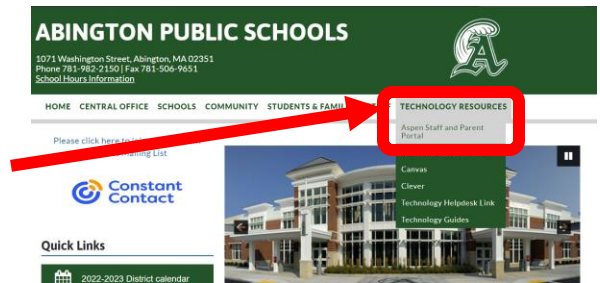 ABINGTON PUBLIC SCHOOLS
1071 Washington Street, Abington, MA 02351
Phone 781-982-2150 | Fax 781-506-9651
School Hours Information
HOME CENTRAL OFFICE SCHOOLS COMMUNITY STUDENTS & TECHNOLOGY RESOURCES
Aspen Staff and Parent
Portal
Please click here to
List
Canvas
Clever
Technology Helpdesk Link
Technology Guides
Constant
Contact
Quick Links
2022-2023 District calendar